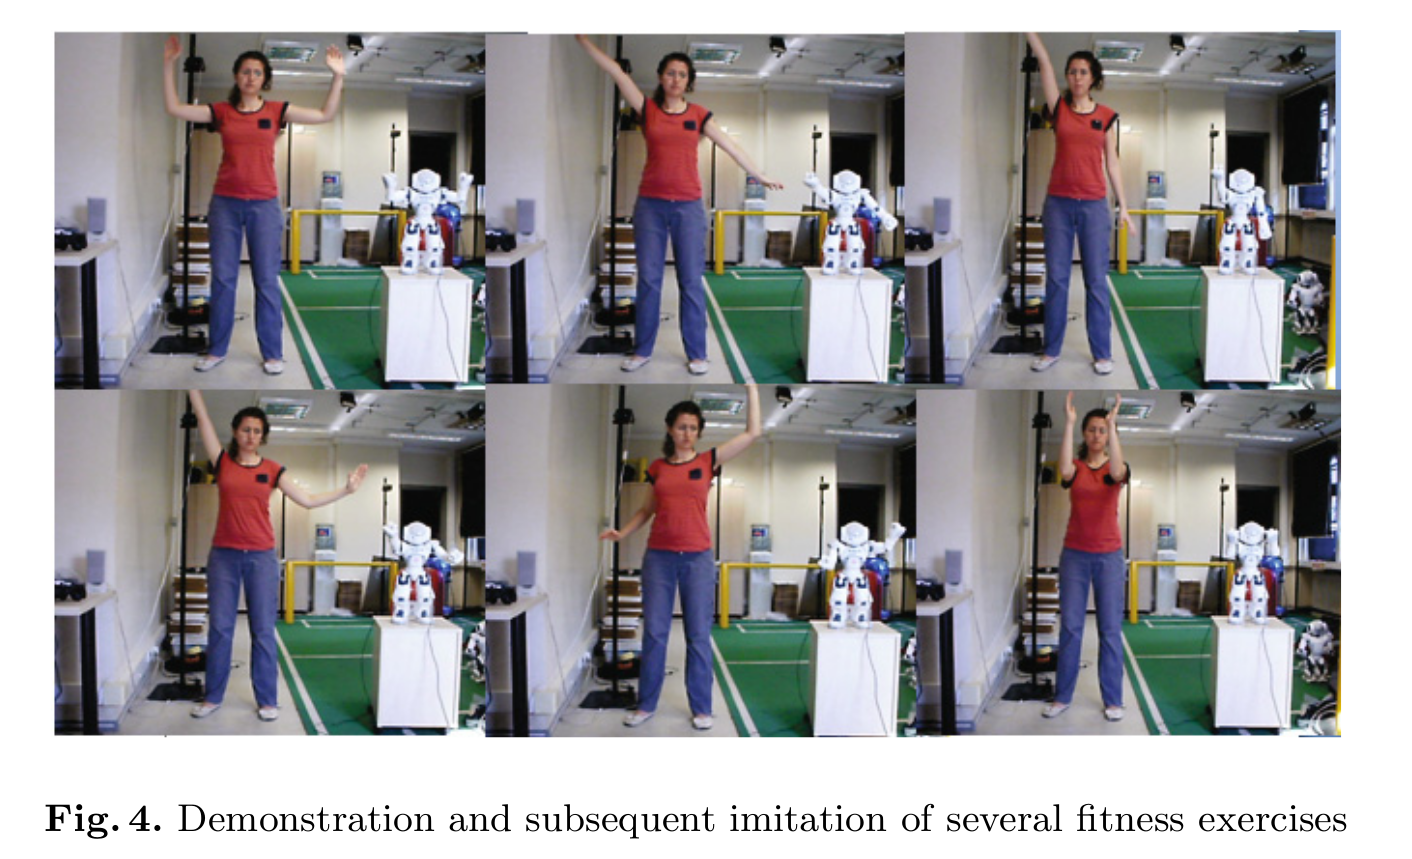 Fig. 4. Demonstration and subsequent imitation of several fitness exercises